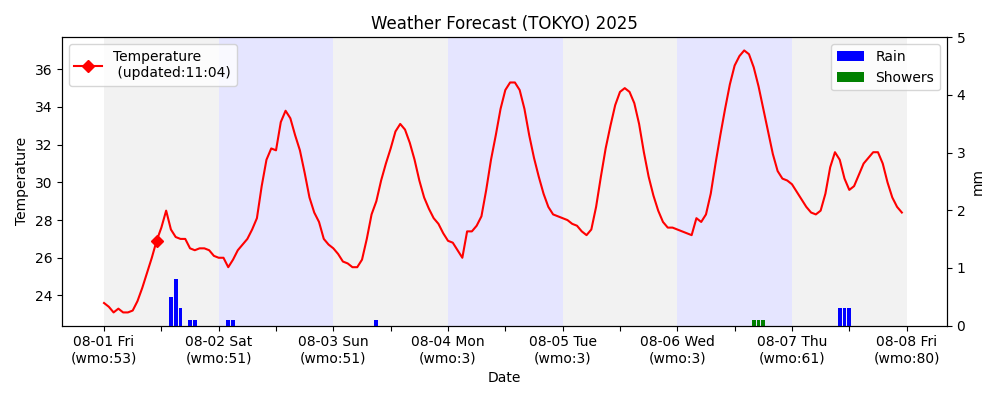 Weather Forecast (TOKYO) 2025
Temperature
(updated:11:04)
Rain
Showers
Temperature
36
34
32
30
28
26
24
5
4
3
2
1
0
mm
08-01 Fri
(wmo:53)
08-02 Sat
(wmo:51)
08-03 Sun
(wmo:51)
08-04 Mon
(wmo:3)
08-05 Tue
(wmo:3)
08-06 Wed
(wmo:3)
08-07 Thu
(wmo:61)
08-08 Fri
(wmo:80)
Date